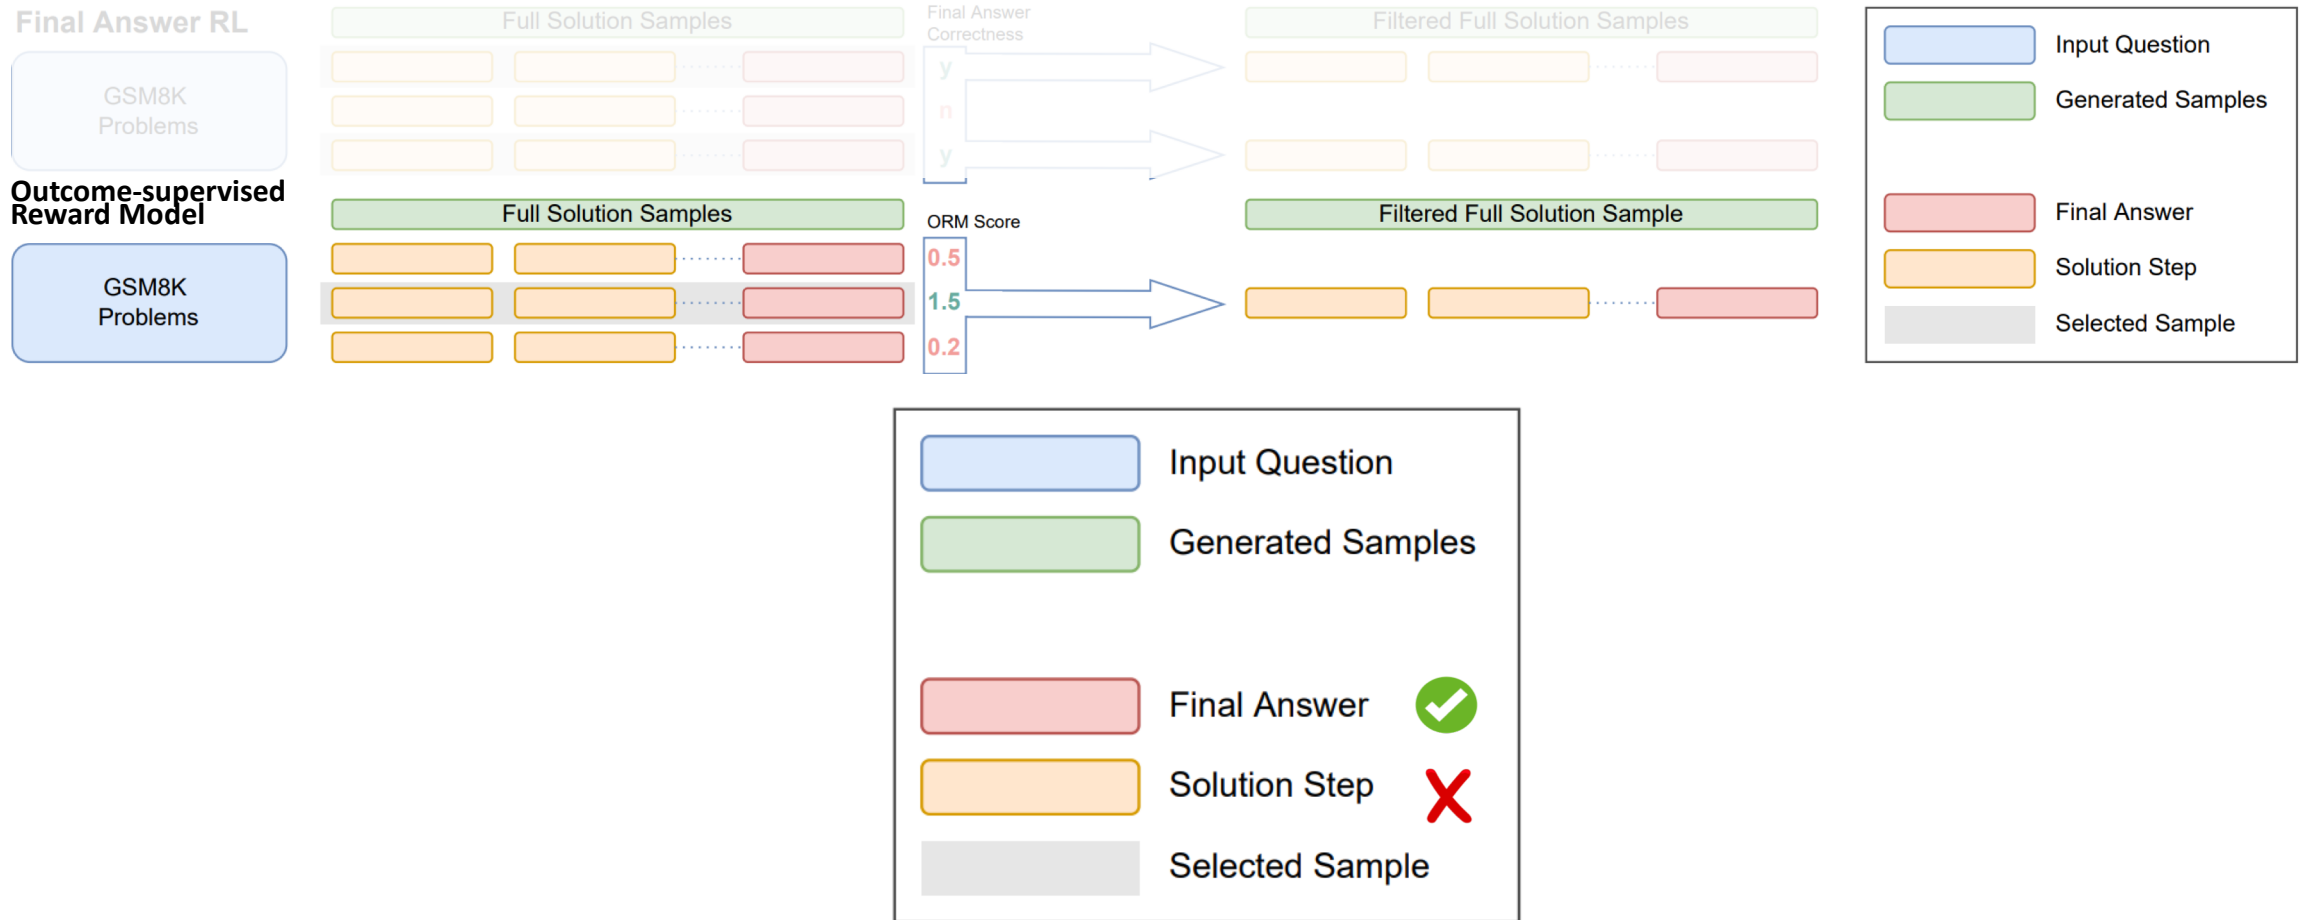 Final Answer RL
Full Solution Samples
Final Answer
Correctness
Filtered Full Solution Samples
GSM8K
Problems
y
n
y
Input Question
Generated Samples
Final Answer
Solution Step
Selected Sample
Outcome-supervised
Reward Model
Full Solution Samples
ORM Score
Filtered Full Solution Sample
GSM8K
Problems
0.5
1.5
0.2
Input Question
Generated Samples
Final Answer
Solution Step
Selected Sample